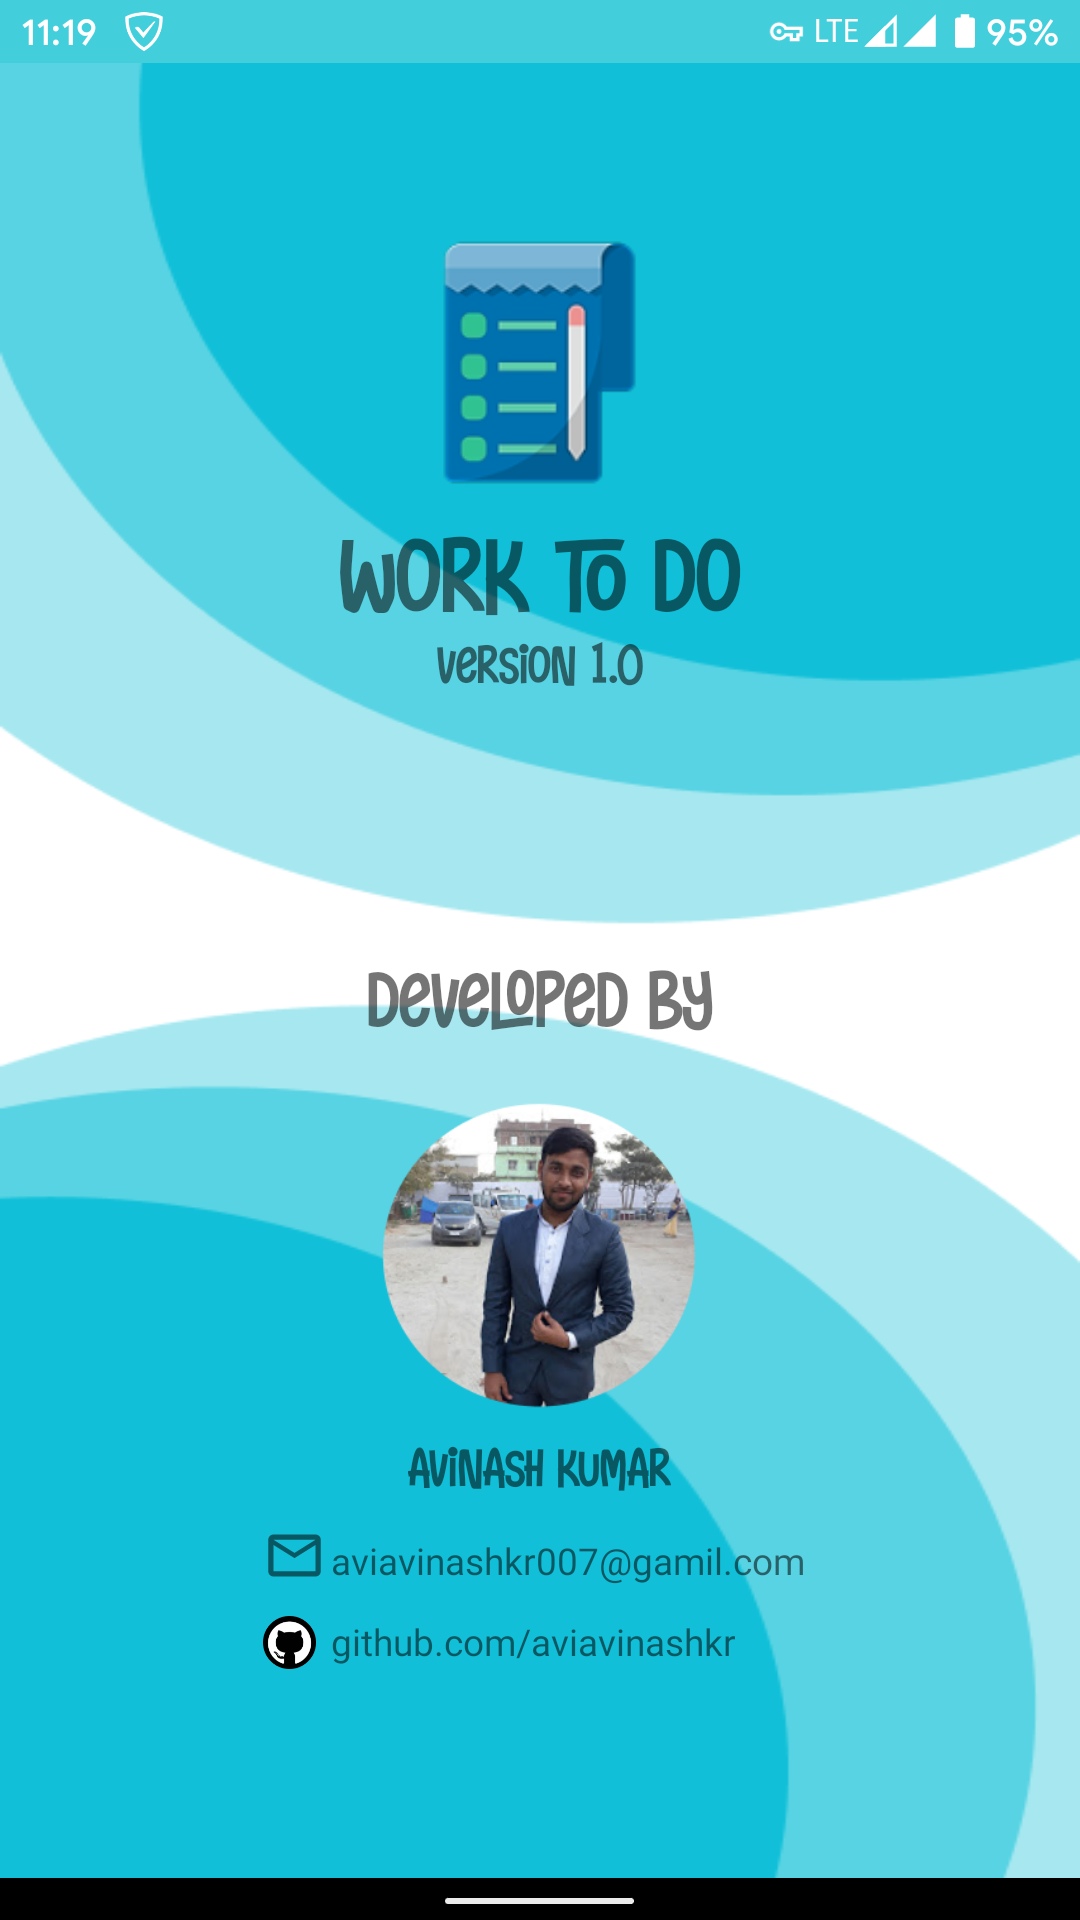 11:19 LTE 95%
WORK To DO
version 1.0
Developed By
AviNASH KUMAR
aviavinashkr007@gamil.com
github.com/aviavinashkr